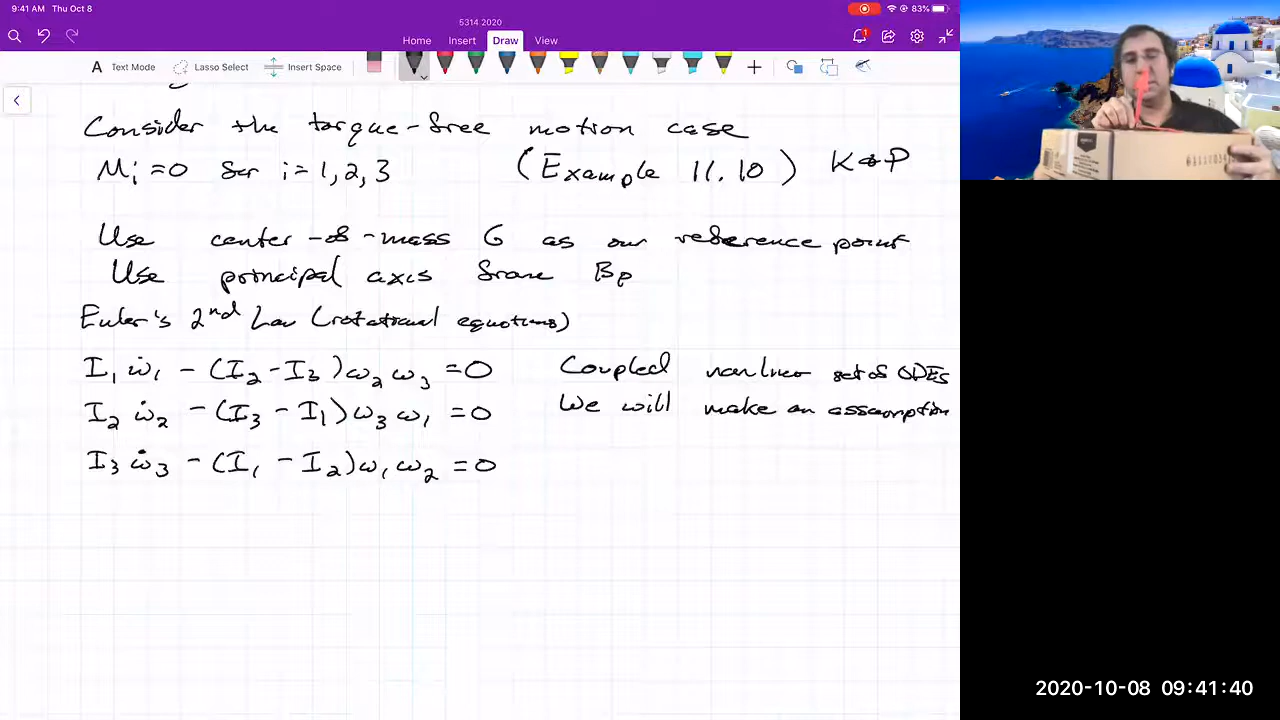 9:41 AM Thu Oct 8
83%
5314 2020
Home Insert Draw View
1
Text Mode Lasso Select Insert Space
Consider the torque-free motion case
Mi = 0 for i = 1, 2, 3 (Example 11.10) K+P
Use center-of-mass G as our reference point
Use principal axis frame Bp
Euler's 2nd Law (rotational equations)
I₁ ω̇₁ - (I₂ - I₃) ω₂ ω₃ = 0 Coupled nonlinear set of ODEs
I₂ ω̇₂ - (I₃ - I₁) ω₃ ω₁ = 0 We will make an assumption
I₃ ω̇₃ - (I₁ - I₂) ω₁ ω₂ = 0
2020-10-08 09:41:40